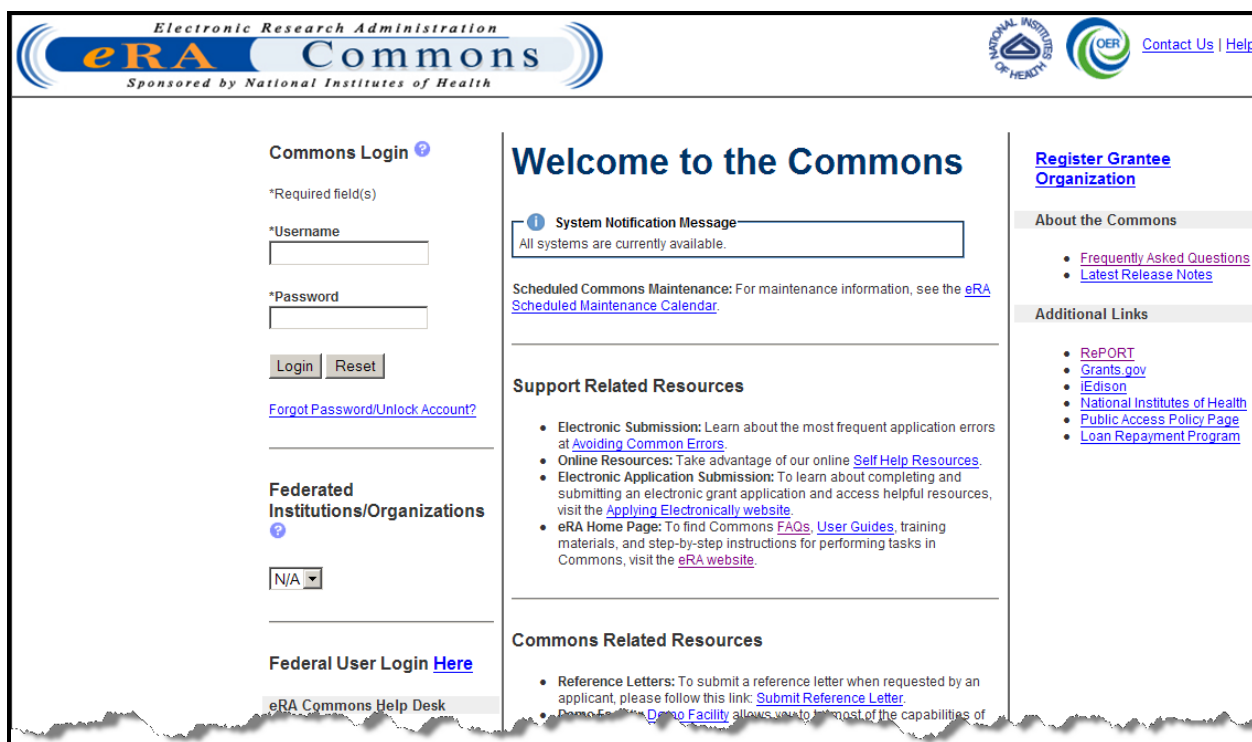 Electronic Research Administration
eRA Commons
Sponsored by National Institutes of Health
NATIONAL INSTITUTES OF HEALTH
OER
Contact Us | Help
Commons Login ?
*Required field(s)
*Username
*Password
Login Reset
Forgot Password/Unlock Account?
Federated
Institutions/Organizations
?
N/A
Federal User Login Here
eRA Commons Help Desk
Welcome to the Commons
i System Notification Message
All systems are currently available.
Scheduled Commons Maintenance: For maintenance information, see the eRA
Scheduled Maintenance Calendar.
Support Related Resources
• Electronic Submission: Learn about the most frequent application errors
at Avoiding Common Errors.
• Online Resources: Take advantage of our online Self Help Resources.
• Electronic Application Submission: To learn about completing and
submitting an electronic grant application and access helpful resources,
visit the Applying Electronically website.
• eRA Home Page: To find Commons FAQs, User Guides, training
materials, and step-by-step instructions for performing tasks in
Commons, visit the eRA website.
Commons Related Resources
• Reference Letters: To submit a reference letter when requested by an
applicant, please follow this link: Submit Reference Letter.
• Demo Facility allows you to most of the capabilities of
Register Grantee
Organization
About the Commons
• Frequently Asked Questions
• Latest Release Notes
Additional Links
• RePORT
• Grants.gov
• iEdison
• National Institutes of Health
• Public Access Policy Page
• Loan Repayment Program